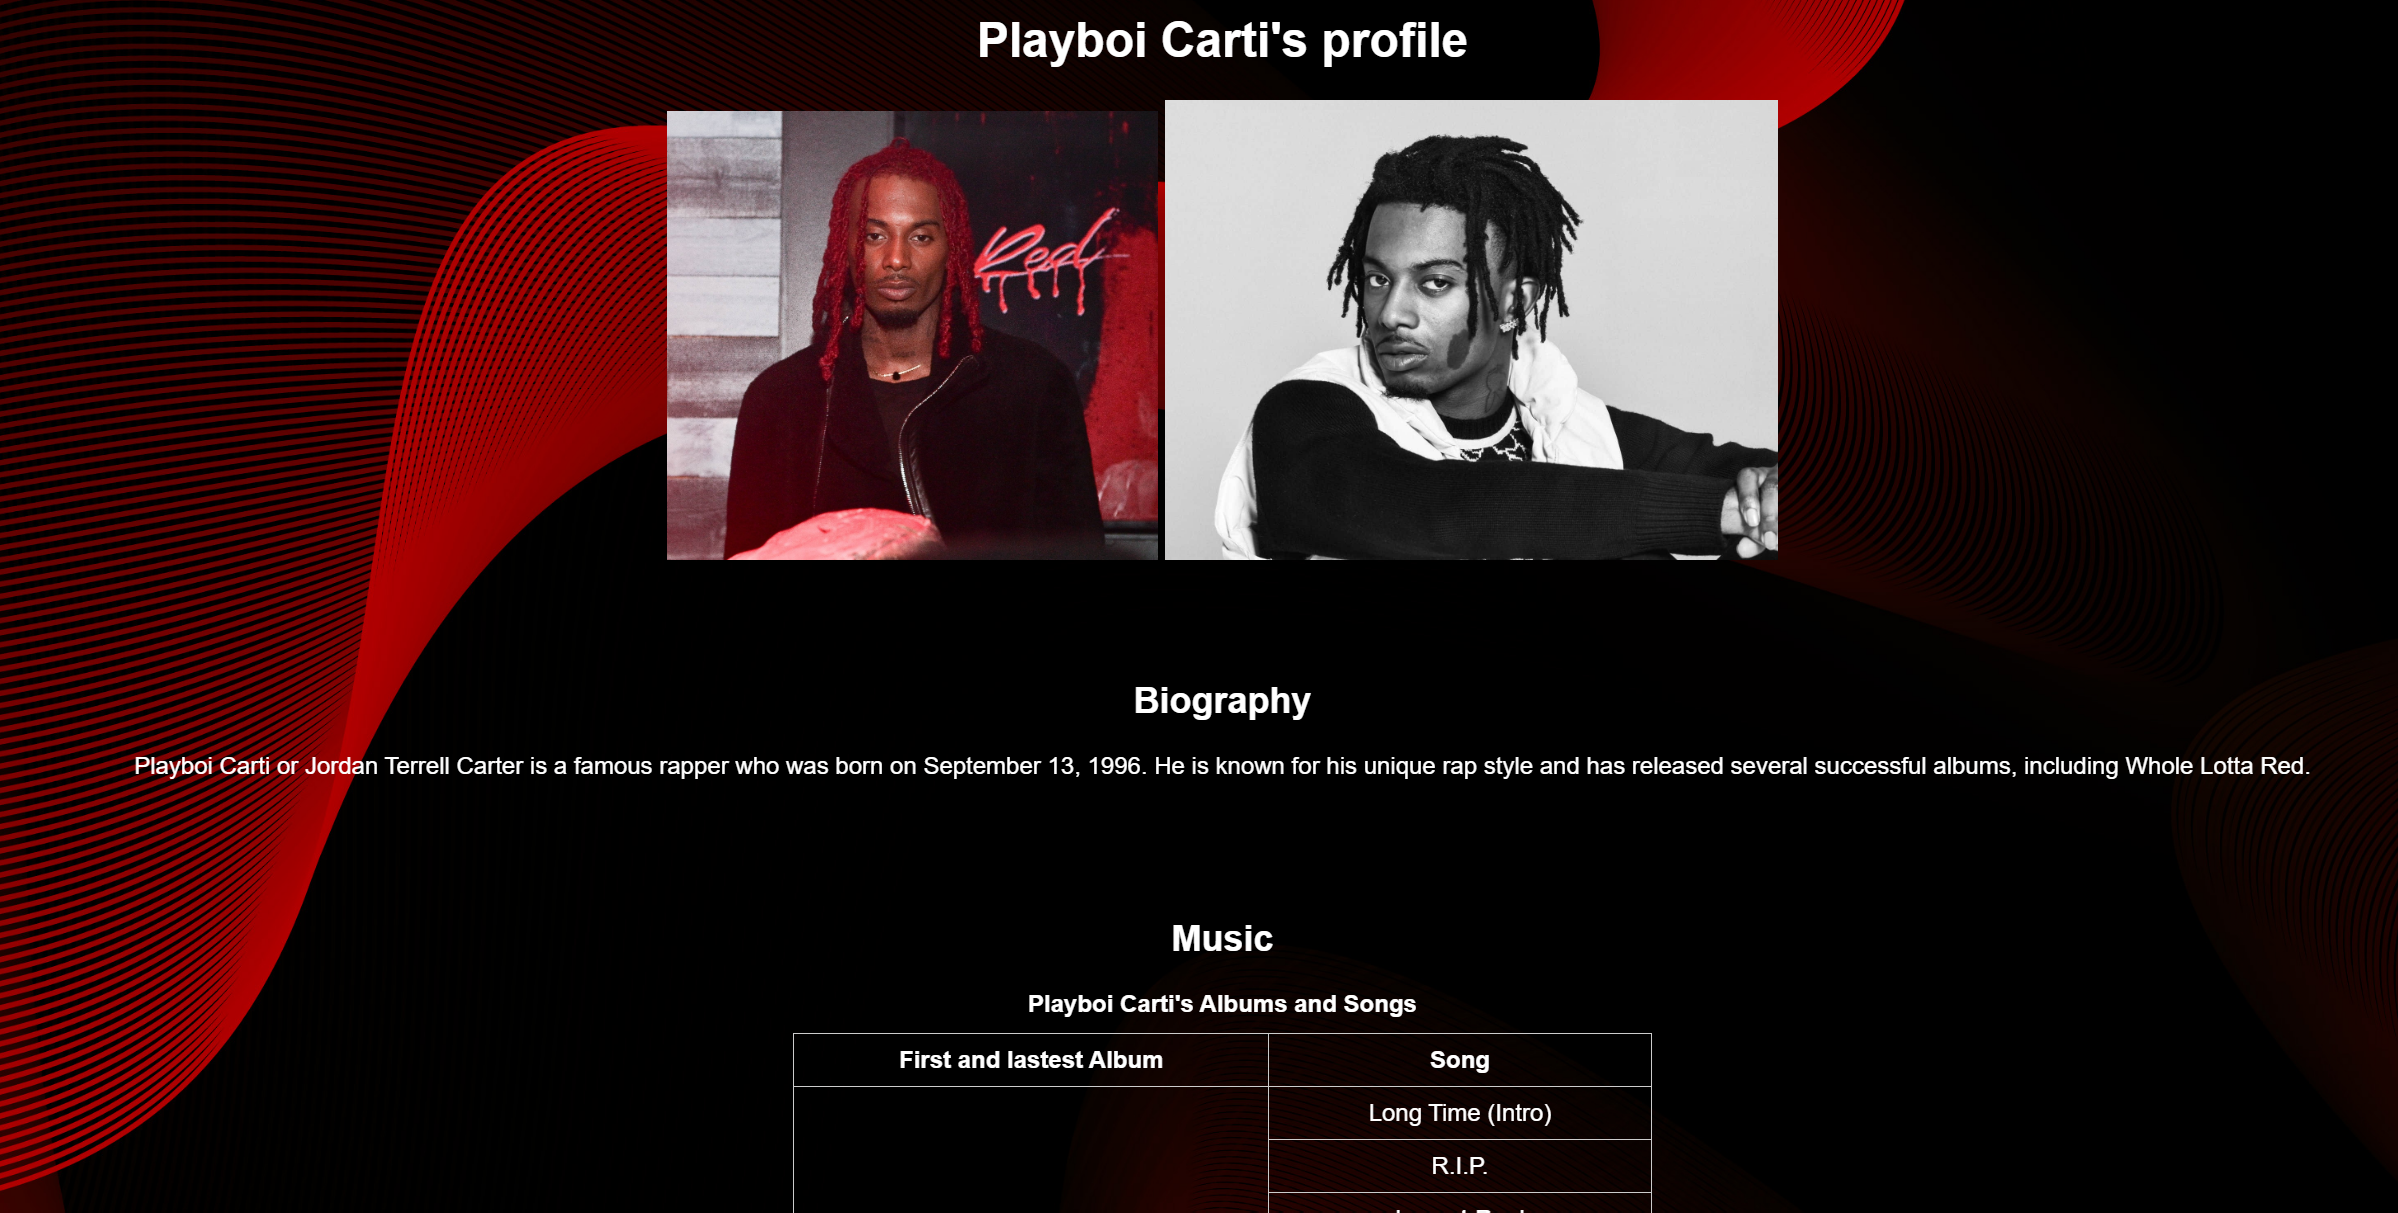 Playboi Carti's profile
Red
Biography
Playboi Carti or Jordan Terrell Carter is a famous rapper who was born on September 13, 1996. He is known for his unique rap style and has released several successful albums, including Whole Lotta Red.
Music
Playboi Carti's Albums and Songs
First and lastest Album Song
Long Time (Intro)
R.I.P.